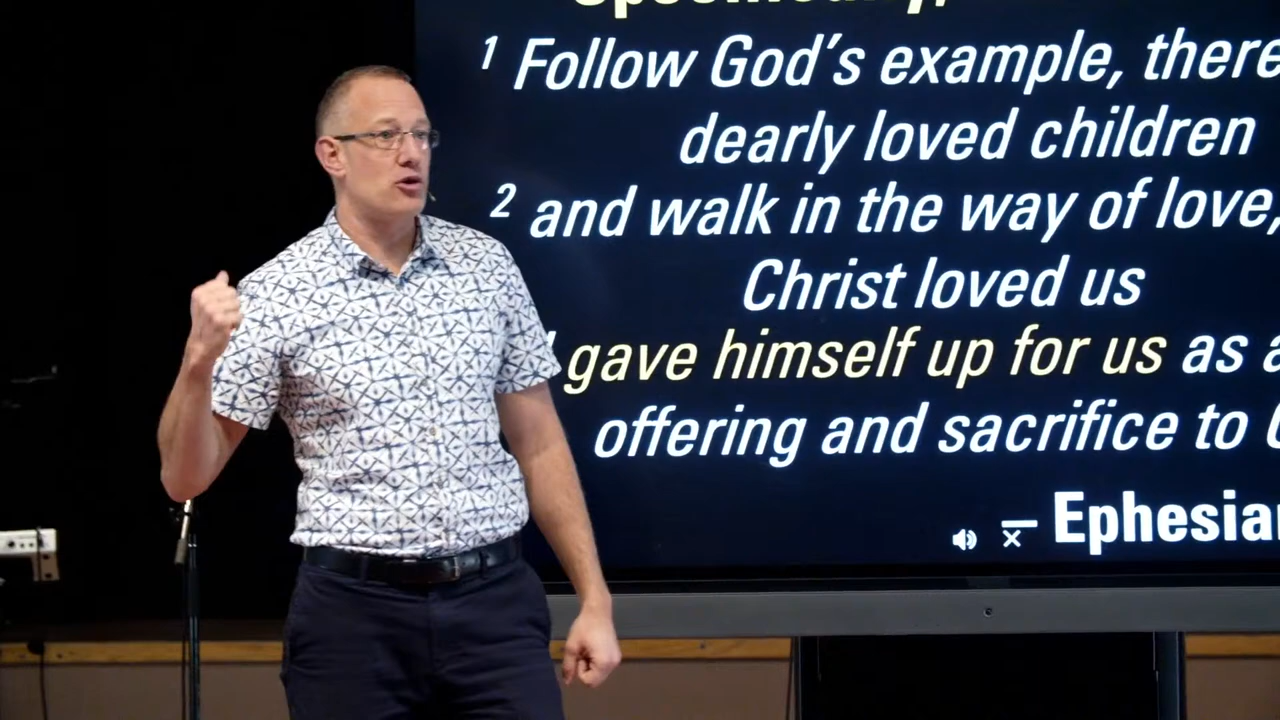 Specifically,
1 Follow God's example, there
dearly loved children
2 and walk in the way of love,
Christ loved us
gave himself up for us as a
offering and sacrifice to
Ephesia